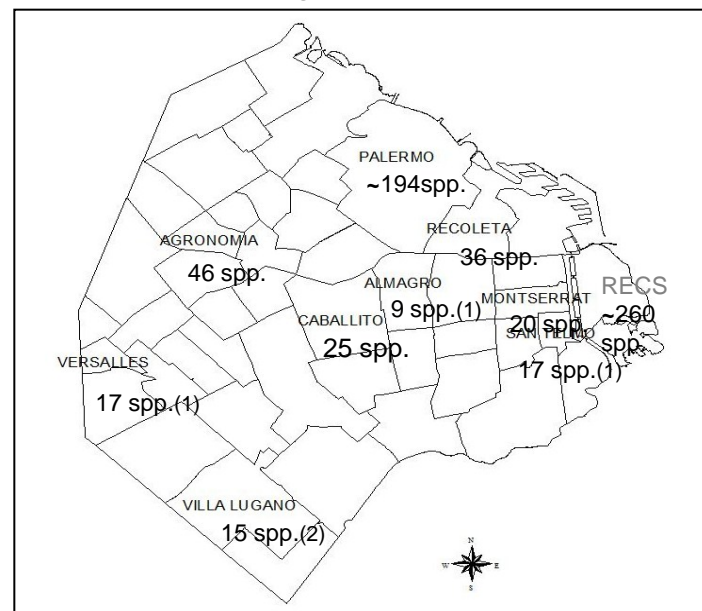 PALERMO
~194spp.
RECOLETA
36 spp.
AGRONOMIA
46 spp.
ALMAGRO
9 spp.(1)
MONTSERRAT
20 spp.
RECS
~260
spp.
CABALLITO
25 spp.
SAN TELMO
17 spp.(1)
VERSALLES
17 spp.(1)
VILLA LUGANO
15 spp.(2)
N
W
E
S